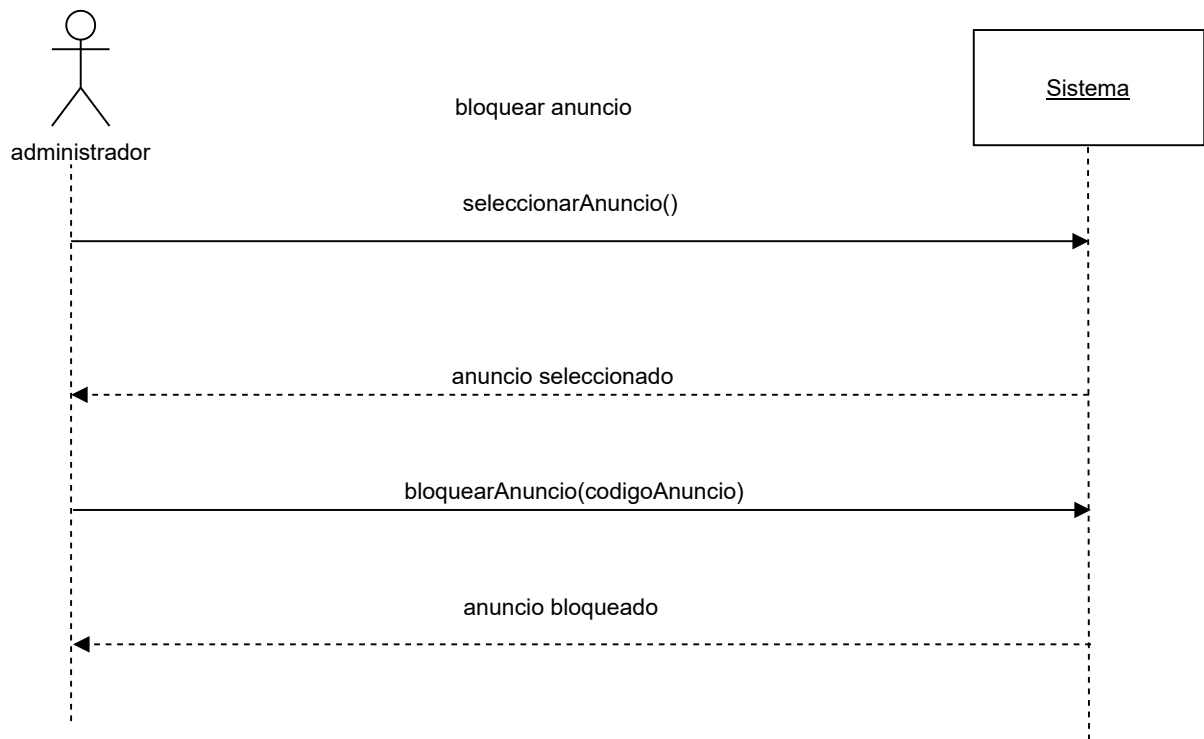 Sistema
bloquear anuncio
administrador
seleccionarAnuncio()
anuncio seleccionado
bloquearAnuncio(codigoAnuncio)
anuncio bloqueado